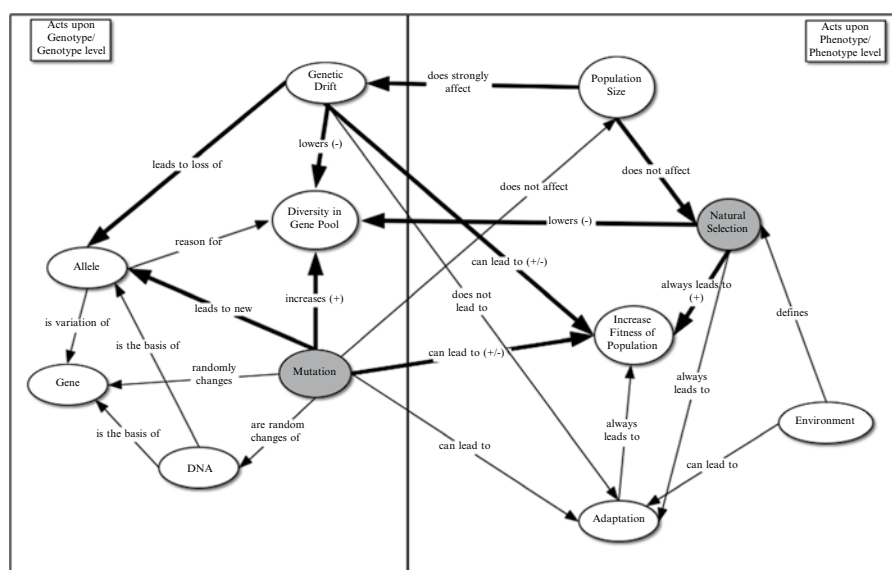 Acts upon
Genotype/
Genotype level
Acts upon
Phenotype/
Phenotype level
Genetic
Drift
does strongly
affect
Population
Size
lowers (-)
leads to loss of
does not affect
does not affect
Diversity in
Gene Pool
lowers (-)
Natural
Selection
reason for
Allele
can lead to (+/-)
always leads to
(+)
does not
lead to
increases (+)
leads to new
is variation of
Increase
Fitness of
Population
defines
is the basis of
can lead to (+/-)
randomly
changes
Mutation
Gene
always
leads to
are random
changes of
is the basis of
always
leads to
Environment
can lead to
can lead to
DNA
Adaptation